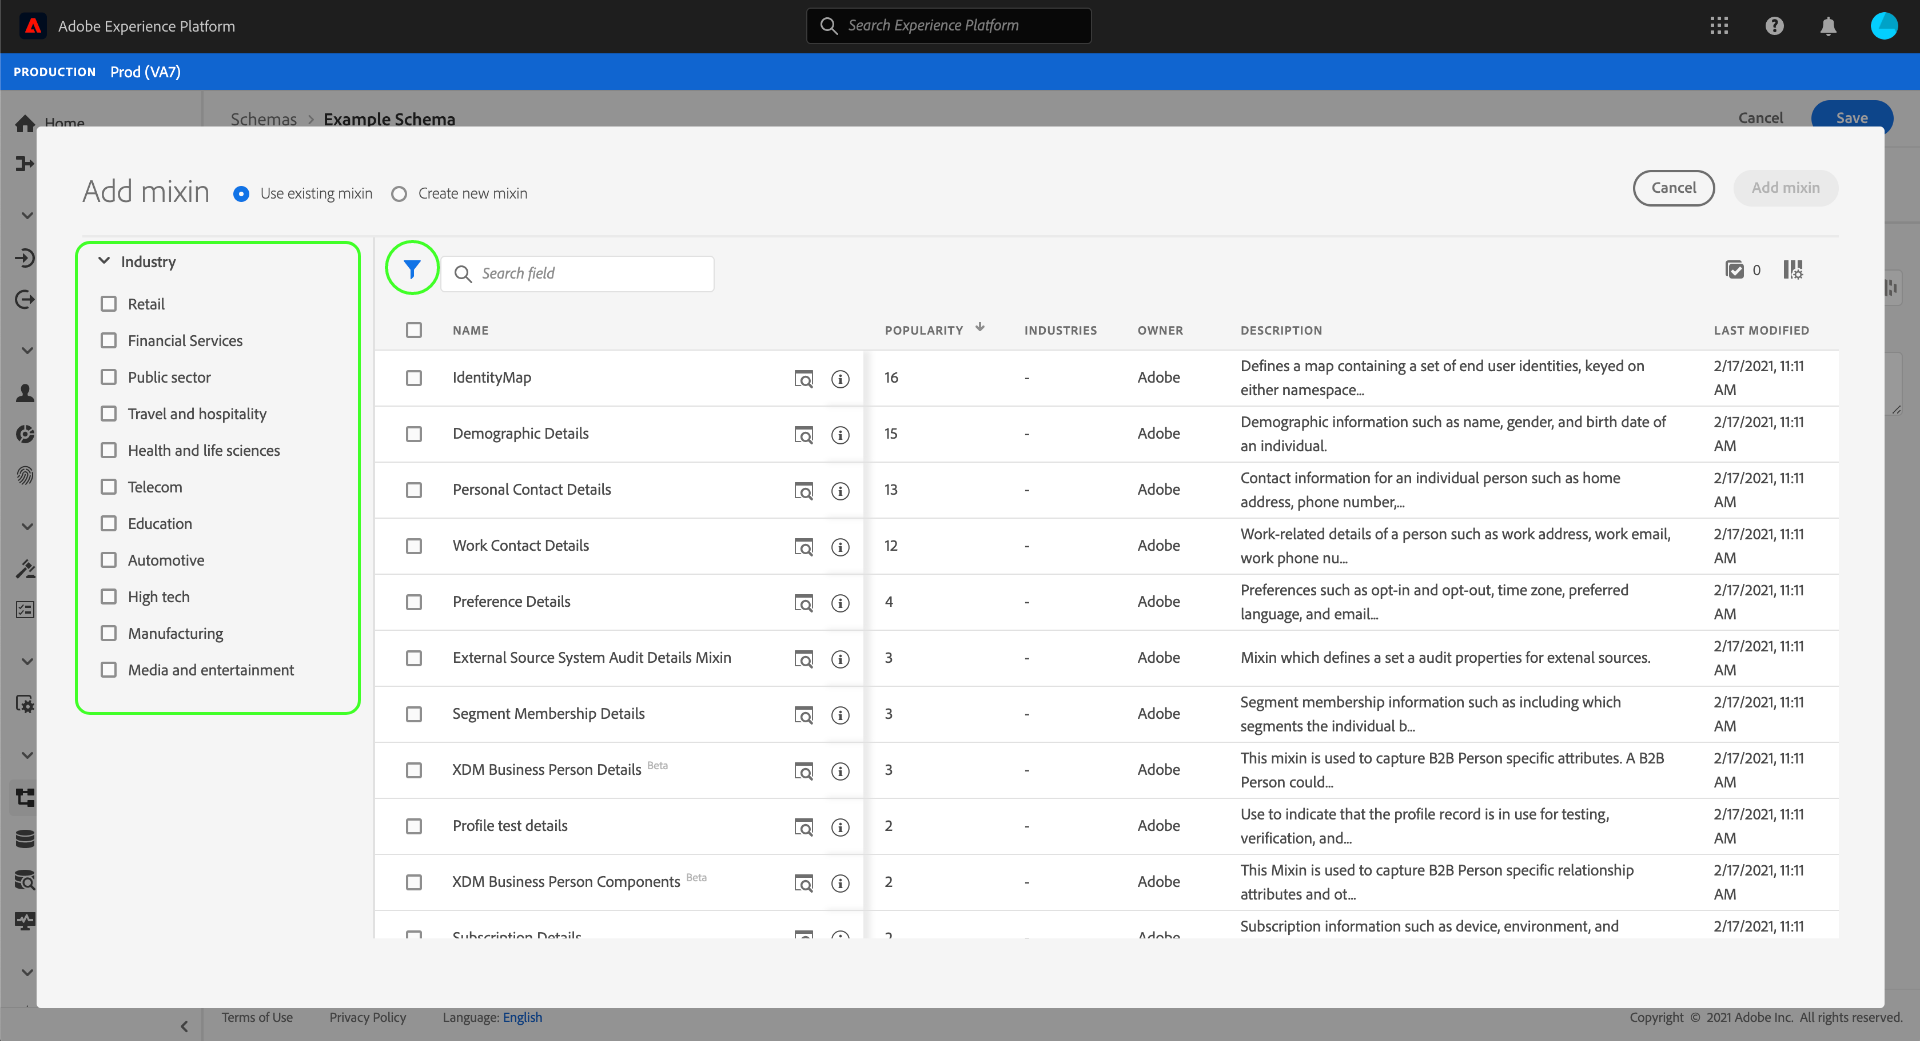 Adobe Experience Platform
Search Experience Platform
PRODUCTION Prod (VA7)
Home
Schemas > Example Schema
Cancel
Save
Add mixin
Use existing mixin
Create new mixin
Cancel
Add mixin
Industry
Retail
Financial Services
Public sector
Travel and hospitality
Health and life sciences
Telecom
Education
Automotive
High tech
Manufacturing
Media and entertainment
Search field
0
NAME POPULARITY INDUSTRIES OWNER DESCRIPTION LAST MODIFIED
IdentityMap 16 - Adobe Defines a map containing a set of end user identities, keyed on 2/17/2021, 11:11
either namespace... AM
Demographic Details 15 - Adobe Demographic information such as name, gender, and birth date of 2/17/2021, 11:11
an individual. AM
Personal Contact Details 13 - Adobe Contact information for an individual person such as home 2/17/2021, 11:11
address, phone number,... AM
Work Contact Details 12 - Adobe Work-related details of a person such as work address, work email, 2/17/2021, 11:11
work phone nu... AM
Preference Details 4 - Adobe Preferences such as opt-in and opt-out, time zone, preferred 2/17/2021, 11:11
language, and email... AM
External Source System Audit Details Mixin 3 - Adobe Mixin which defines a set a audit properties for extenal sources. 2/17/2021, 11:11
AM
Segment Membership Details 3 - Adobe Segment membership information such as including which 2/17/2021, 11:11
segments the individual b... AM
XDM Business Person Details Beta 3 - Adobe This mixin is used to capture B2B Person specific attributes. A B2B 2/17/2021, 11:11
Person could... AM
Profile test details 2 - Adobe Use to indicate that the profile record is in use for testing, 2/17/2021, 11:11
verification, and... AM
XDM Business Person Components Beta 2 - Adobe This Mixin is used to capture B2B Person specific relationship 2/17/2021, 11:11
attributes and ot... AM
Subscription Details 2 - Adobe Subscription information such as device, environment, and 2/17/2021, 11:11
Terms of Use Privacy Policy Language: English
Copyright © 2021 Adobe Inc. All rights reserved.